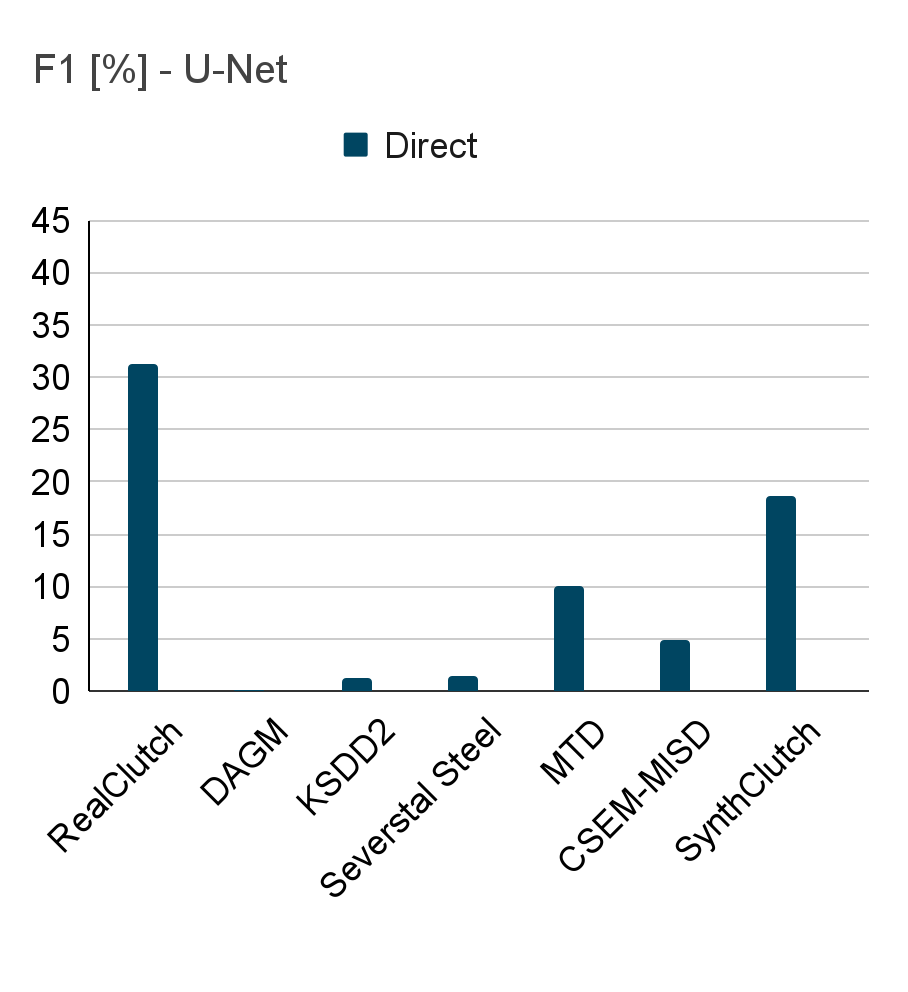 F1 [%] - U-Net
Direct
45
40
35
30
25
20
15
10
5
0
RealClutch
DAGM
KSDD2
Severstal Steel
MTD
CSEM-MISD
SynthClutch